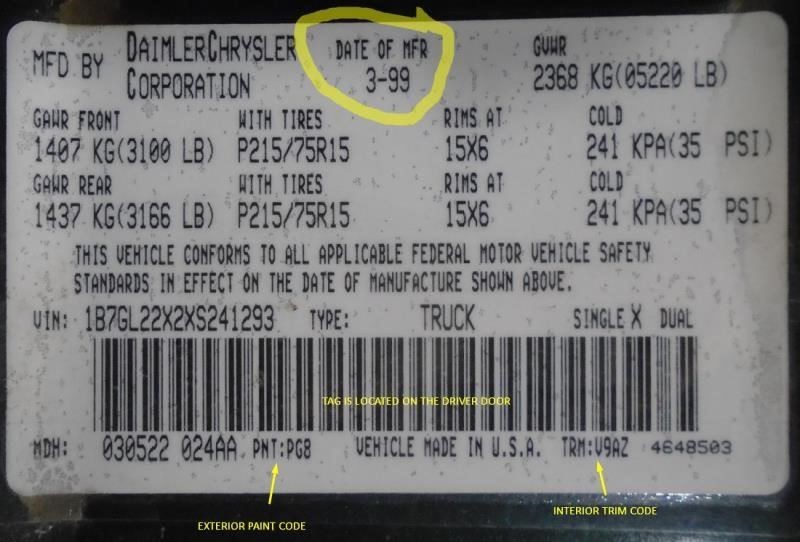 MFD BY DAIMLERCHRYSLER CORPORATION DATE OF MFR 3-99 GVWR 2368 KG(05220 LB)
GAWR FRONT WITH TIRES RIMS AT COLD
1407 KG(3100 LB) P215/75R15 15X6 241 KPA(35 PSI)
GAWR REAR WITH TIRES RIMS AT COLD
1437 KG(3166 LB) P215/75R15 15X6 241 KPA(35 PSI)
THIS VEHICLE CONFORMS TO ALL APPLICABLE FEDERAL MOTOR VEHICLE SAFETY
STANDARDS IN EFFECT ON THE DATE OF MANUFACTURE SHOWN ABOVE.
VIN: 1B7GL22X2XS241293 TYPE: TRUCK SINGLE X DUAL
TAG IS LOCATED ON THE DRIVER DOOR
MDH: 030522 024AA PNT:PG8 VEHICLE MADE IN U.S.A. TRM:V9AZ 4648503
EXTERIOR PAINT CODE
INTERIOR TRIM CODE